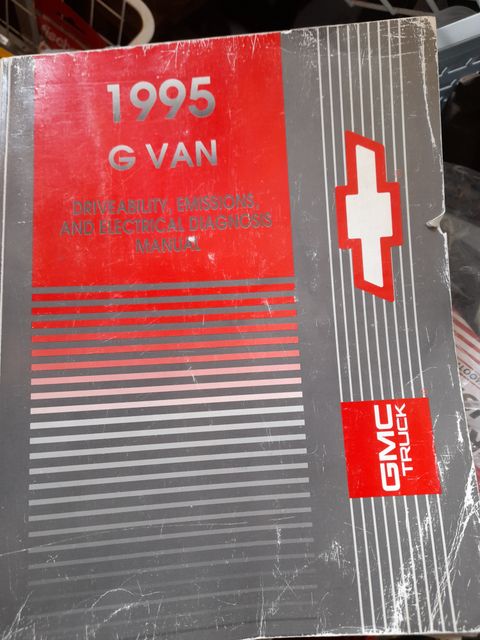 1995
G VAN
DRIVEABILITY, EMISSIONS,
AND ELECTRICAL DIAGNOSIS
MANUAL
GMC
TRUCK